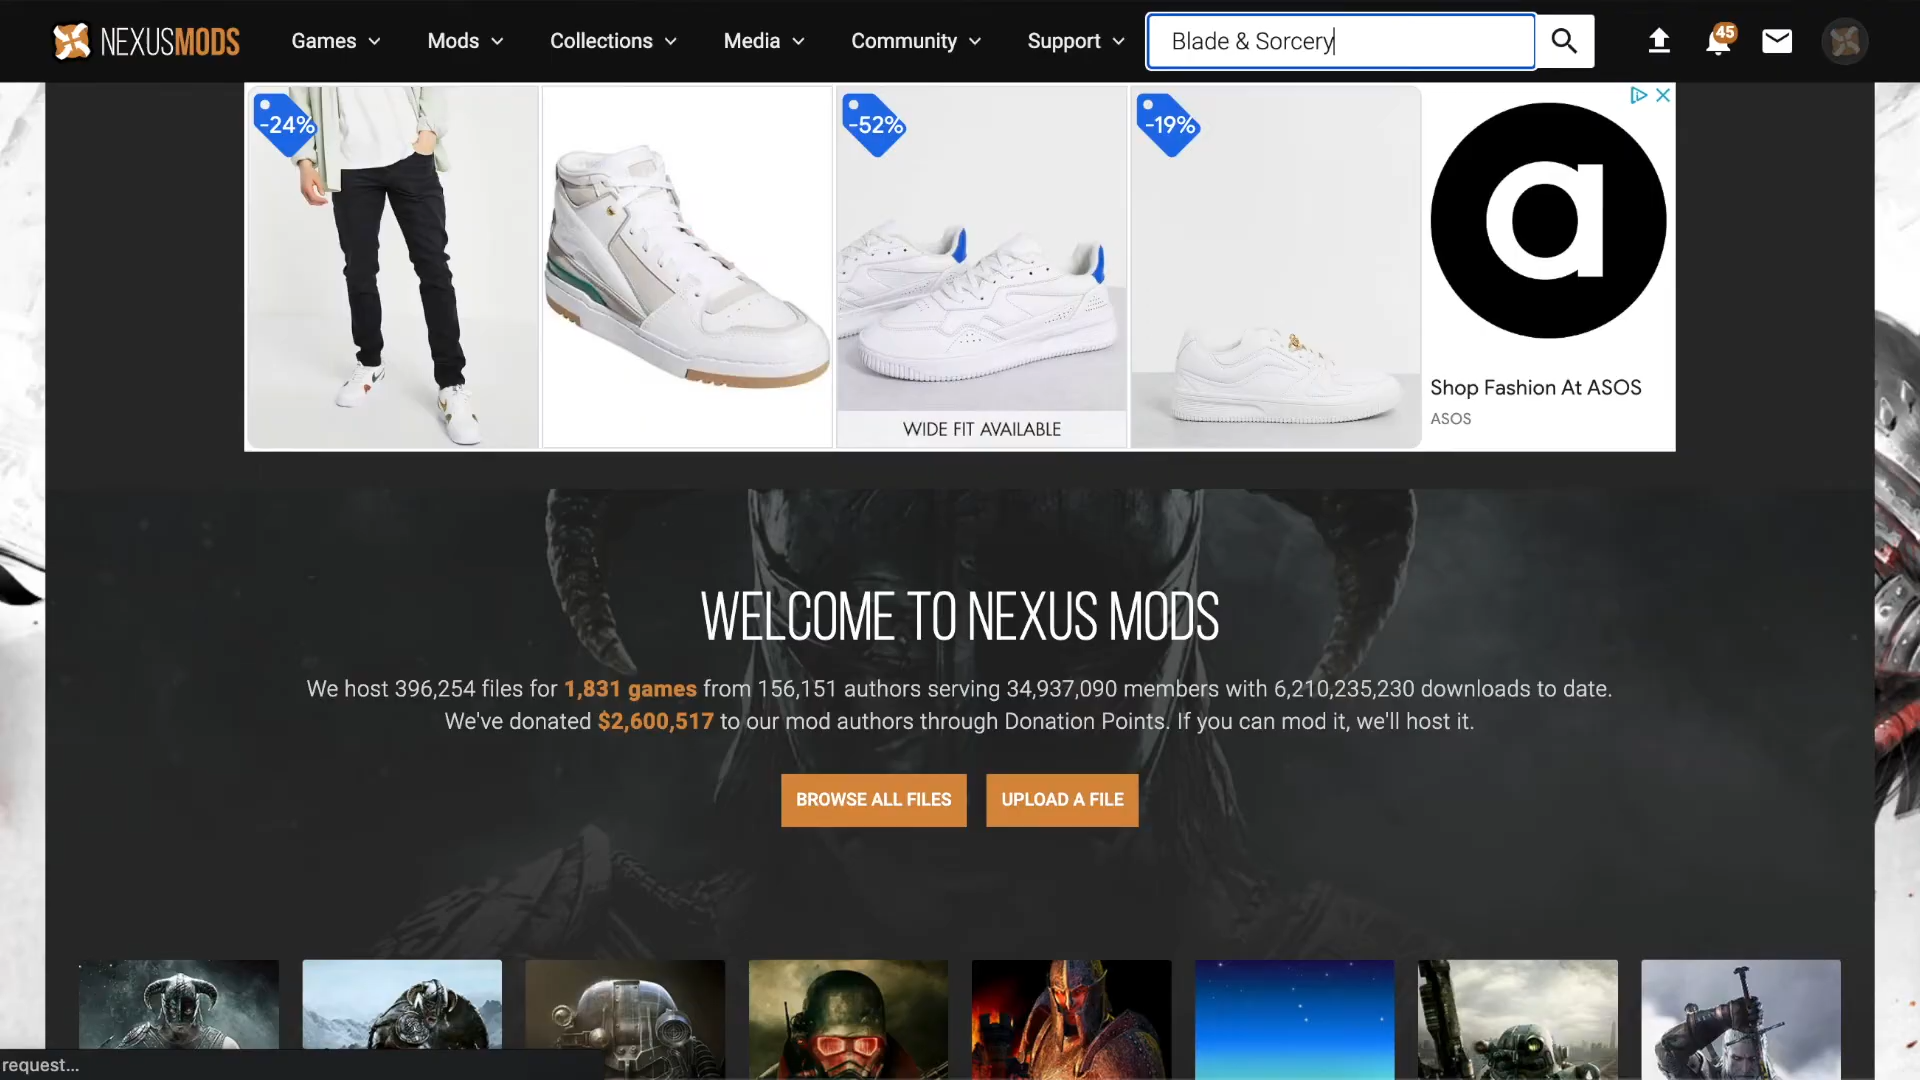 NEXUSMODS
Games
Mods
Collections
Media
Community
Support
Blade & Sorcery
45
-24%
-52%
-19%
a
WIDE FIT AVAILABLE
Shop Fashion At ASOS
ASOS
WELCOME TO NEXUS MODS
We host 396,254 files for 1,831 games from 156,151 authors serving 34,937,090 members with 6,210,235,230 downloads to date.
We've donated $2,600,517 to our mod authors through Donation Points. If you can mod it, we'll host it.
BROWSE ALL FILES
UPLOAD A FILE
request...